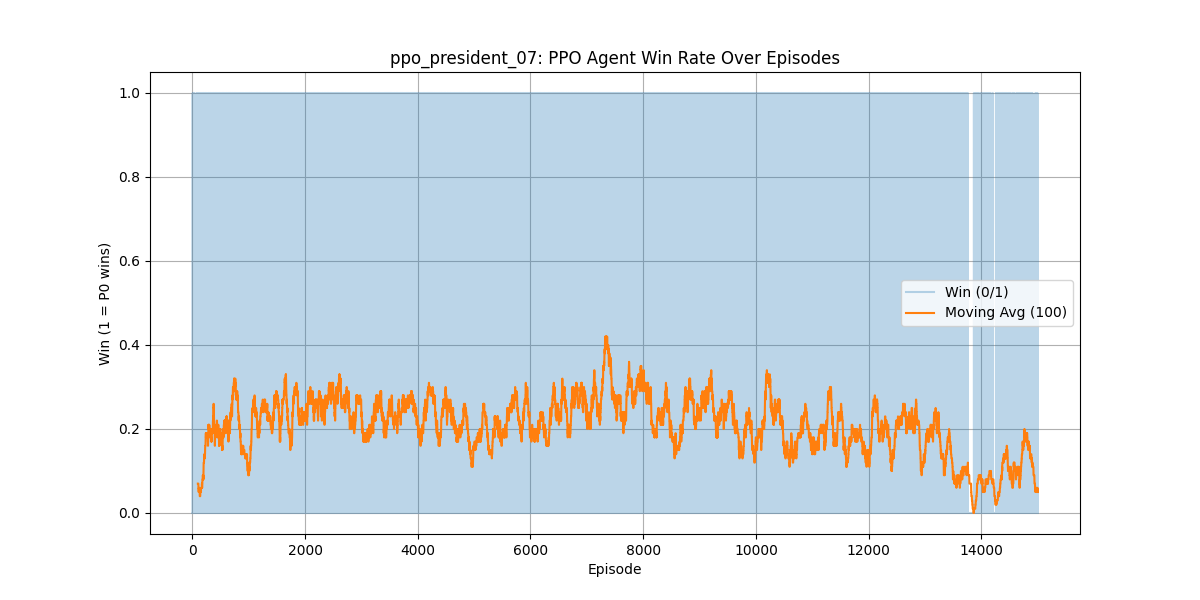 ppo_president_07: PPO Agent Win Rate Over Episodes
Win (1 = P0 wins)
1.0
0.8
0.6
0.4
0.2
0.0
Win (0/1)
Moving Avg (100)
0 2000 4000 6000 8000 10000 12000 14000
Episode